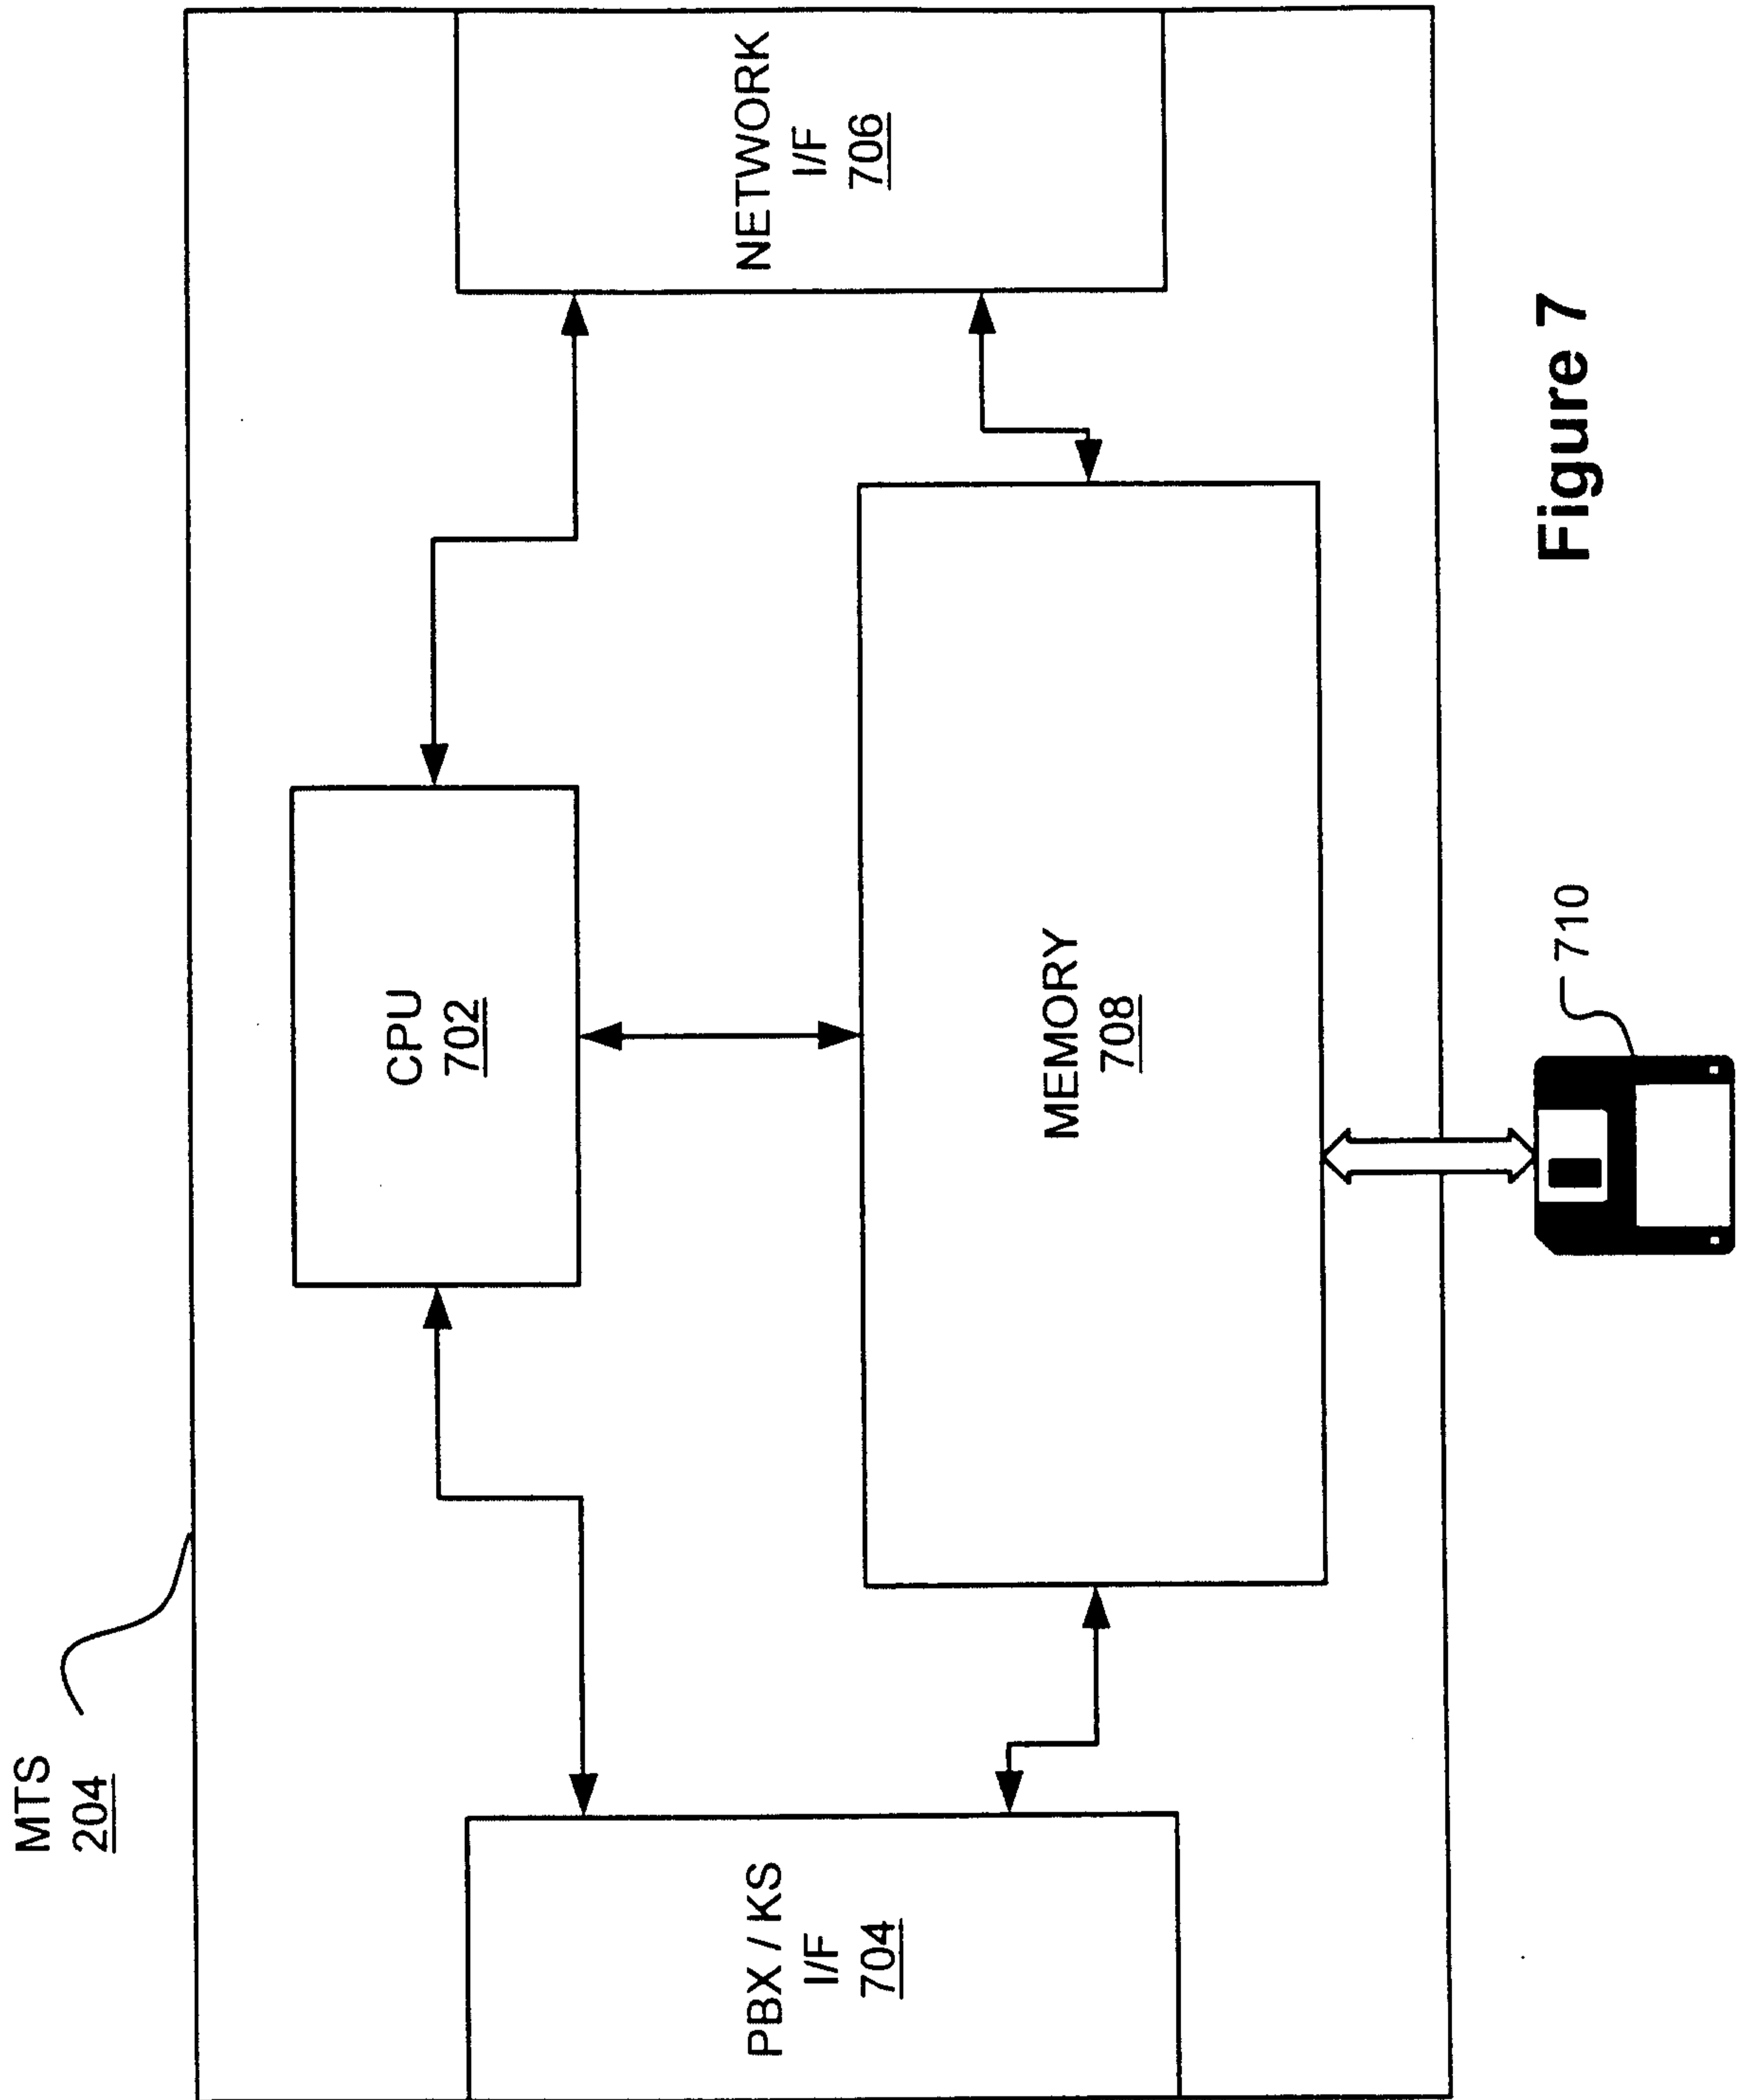 MTS
204
CPU
702
PBX / KS
I/F
704
NETWORK
I/F
706
MEMORY
708
710
Figure 7